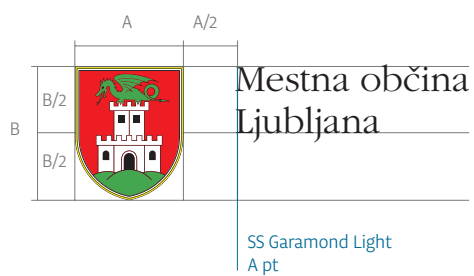 A
A/2
Mestna občina
Ljubljana
B/2
B
B/2
SS Garamond Light
A pt